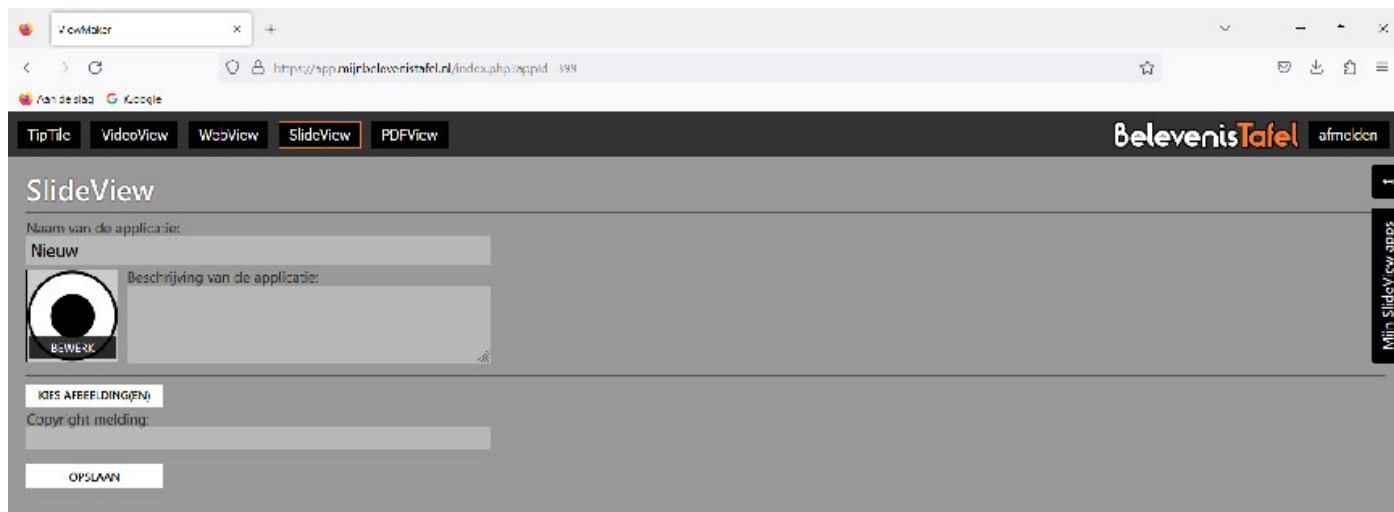 ViewMaker
https://app.mijnbelevenistafel.nl/index.php?appid=-399
Aan de slag Google
TipTile VideoView WebView SlideView PDFView BelevenisTafel afmelden
SlideView
Naam van de applicatie:
Nieuw
Beschrijving van de applicatie:
BEWERK
KIES AFBEELDING(EN)
Copyright melding:
OPSLAAN
Mijn SlideView apps